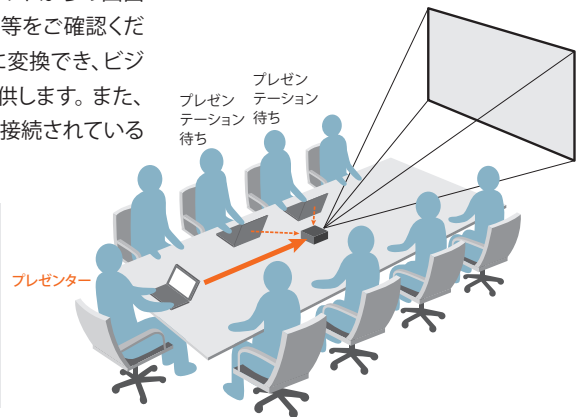 等をご確認くだ
に変換でき、ビジ
供します。また、
接続されている
プレゼン
テーション
待ち
プレゼン
テーション
待ち
プレゼンター